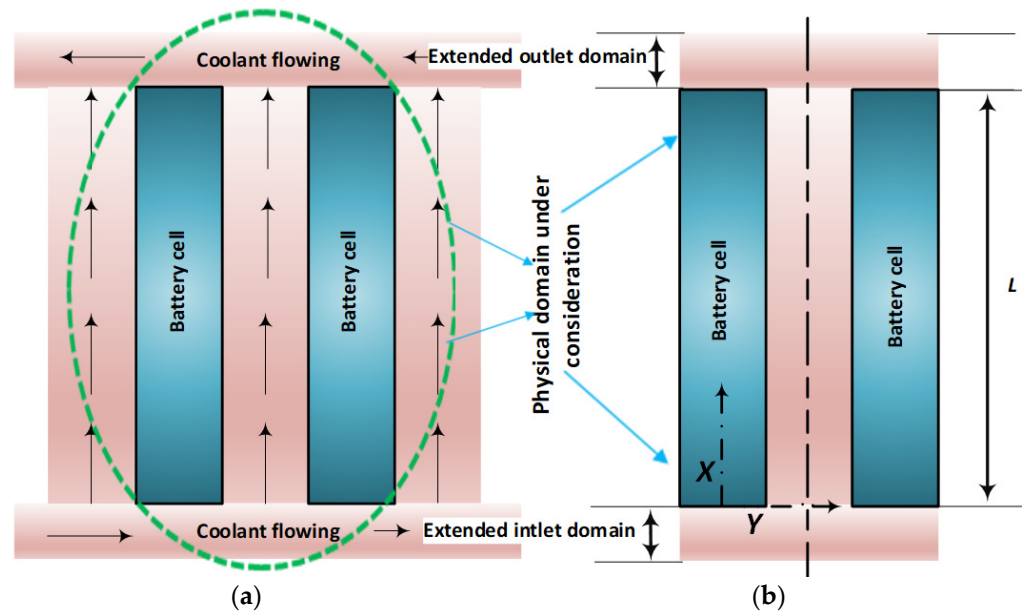 Coolant flowing
Extended outlet domain
Battery cell
Battery cell
Coolant flowing
Extended intlet domain
Physical domain under
consideration
Battery cell
Battery cell
L
X
Y
(a)
(b)